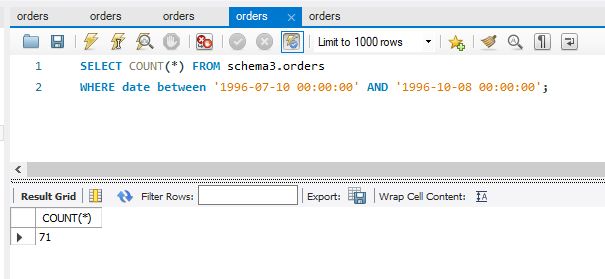 orders orders orders orders orders
Limit to 1000 rows
1 SELECT COUNT(*) FROM schema3.orders
2 WHERE date between '1996-07-10 00:00:00' AND '1996-10-08 00:00:00';
Result Grid Filter Rows: Export: Wrap Cell Content:
COUNT(*)
71